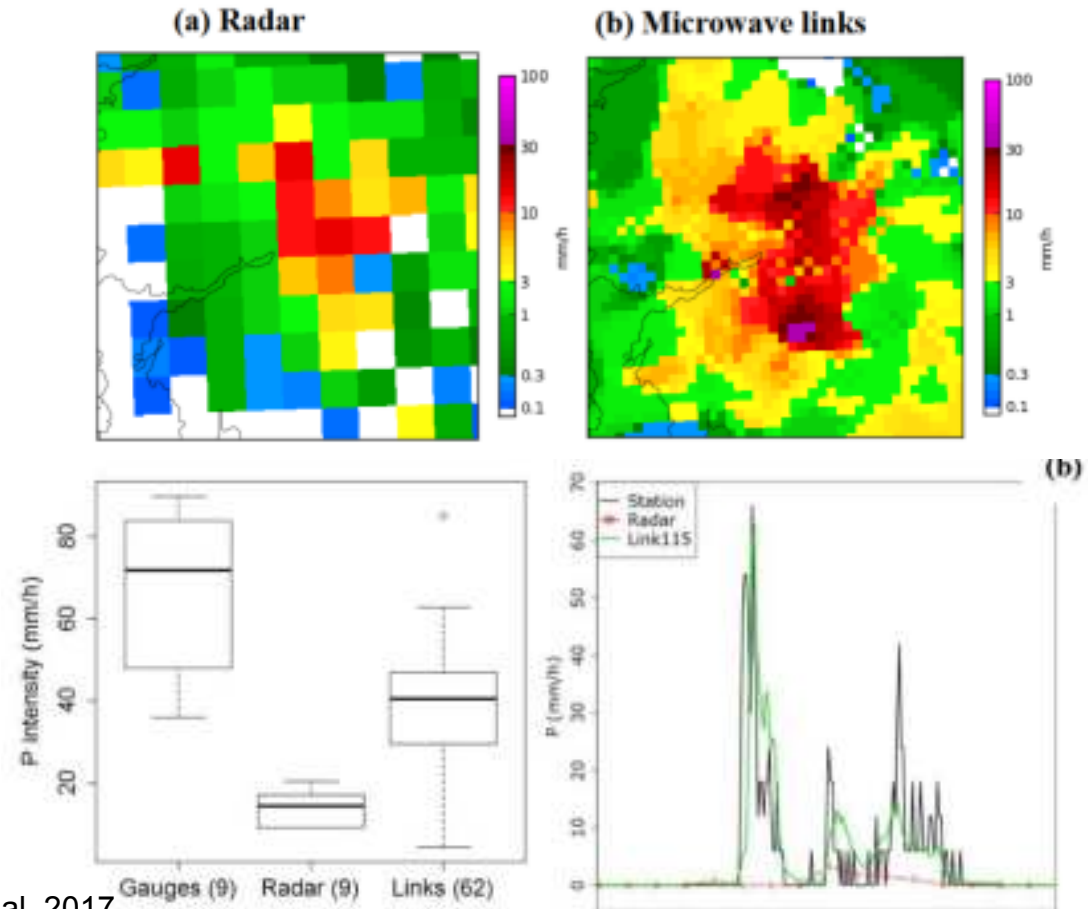 (a) Radar
(b) Microwave links
100
30
10
3
1
0.3
0.1
mm/h
100
30
10
3
1
0.3
0.1
mm/h
P intensity (mm/h)
80
60
40
20
Gauges (9) Radar (9) Links (62)
(b)
Station
Radar
Link115
P (mm/h)
70
60
50
40
30
20
10
0
al, 2017